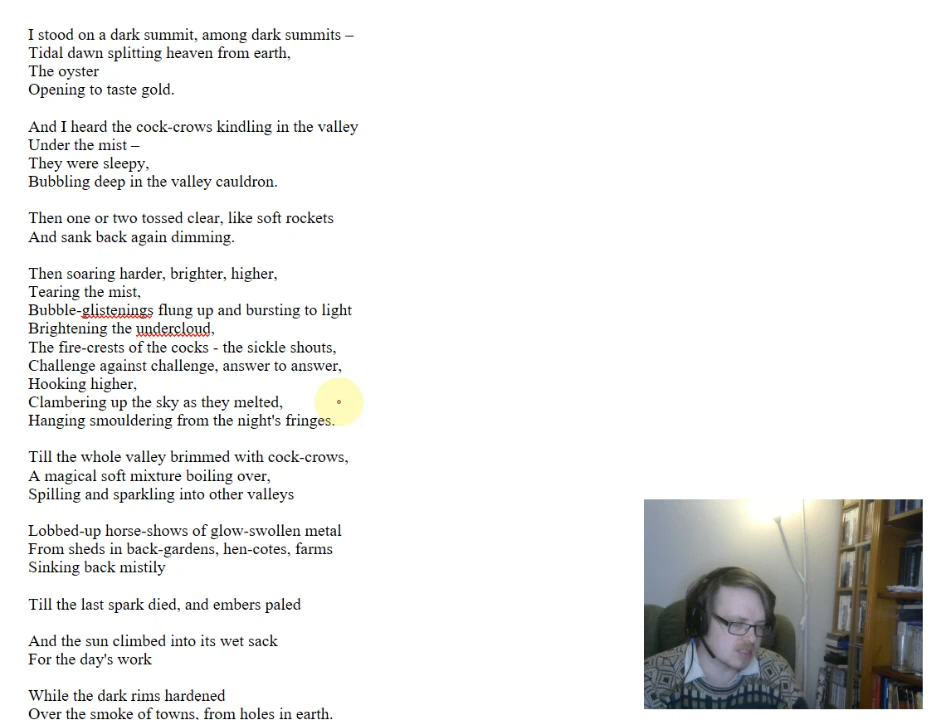 I stood on a dark summit, among dark summits –
Tidal dawn splitting heaven from earth,
The oyster
Opening to taste gold.
And I heard the cock-crows kindling in the valley
Under the mist –
They were sleepy,
Bubbling deep in the valley cauldron.
Then one or two tossed clear, like soft rockets
And sank back again dimming.
Then soaring harder, brighter, higher,
Tearing the mist,
Bubble-glistenings flung up and bursting to light
Brightening the undercloud,
The fire-crests of the cocks - the sickle shouts,
Challenge against challenge, answer to answer,
Hooking higher,
Clambering up the sky as they melted,
Hanging smouldering from the night's fringes.
Till the whole valley brimmed with cock-crows,
A magical soft mixture boiling over,
Spilling and sparkling into other valleys
Lobbed-up horse-shows of glow-swollen metal
From sheds in back-gardens, hen-cotes, farms
Sinking back mistily
Till the last spark died, and embers paled
And the sun climbed into its wet sack
For the day's work
While the dark rims hardened
Over the smoke of towns, from holes in earth.